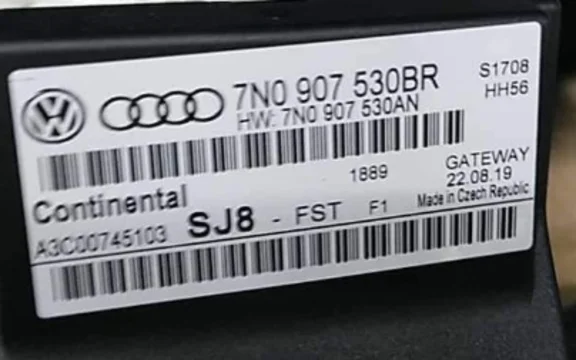 7N0 907 530BR S1708
HW: 7N0 907 530AN HH56
1889 GATEWAY
Continental 22.08.19
A3C00745103 SJ8 - FST F1 Made in Czech Republic